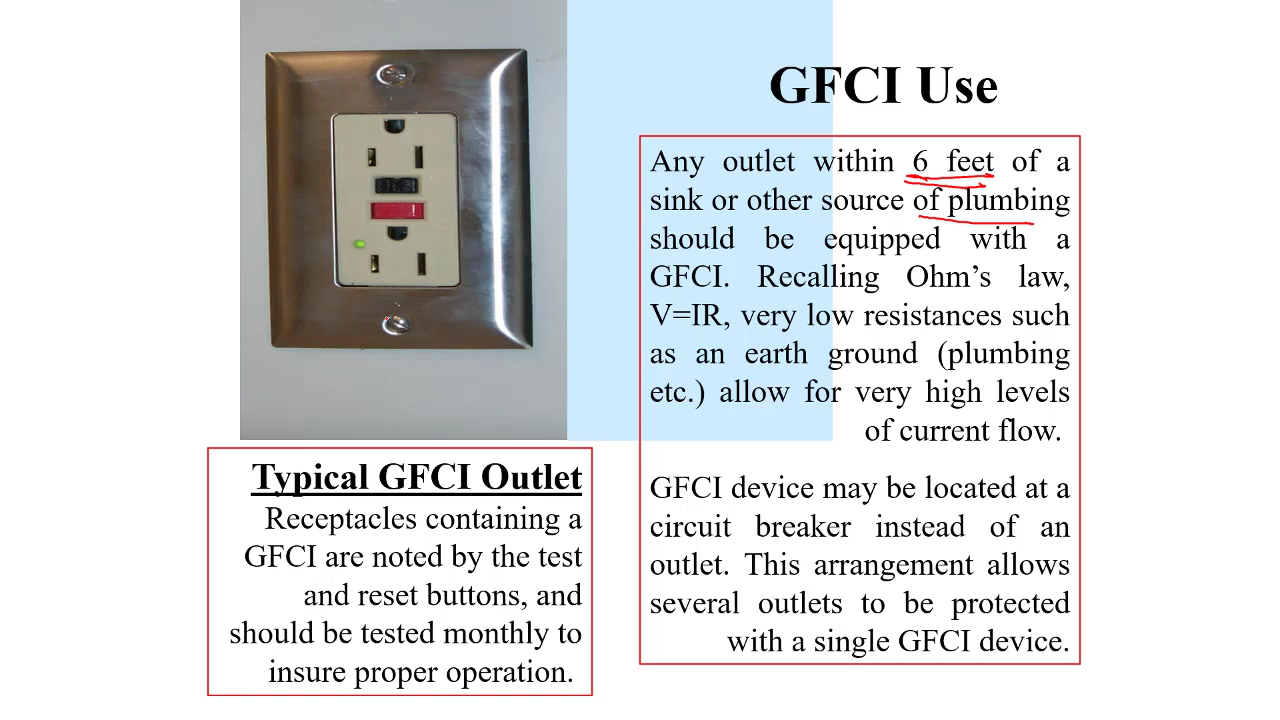 GFCI Use
Any outlet within 6 feet of a
sink or other source of plumbing
should be equipped with a
GFCI. Recalling Ohm’s law,
V=IR, very low resistances such
as an earth ground (plumbing
etc.) allow for very high levels
of current flow.
GFCI device may be located at a
circuit breaker instead of an
outlet. This arrangement allows
several outlets to be protected
with a single GFCI device.
Typical GFCI Outlet
Receptacles containing a
GFCI are noted by the test
and reset buttons, and
should be tested monthly to
insure proper operation.